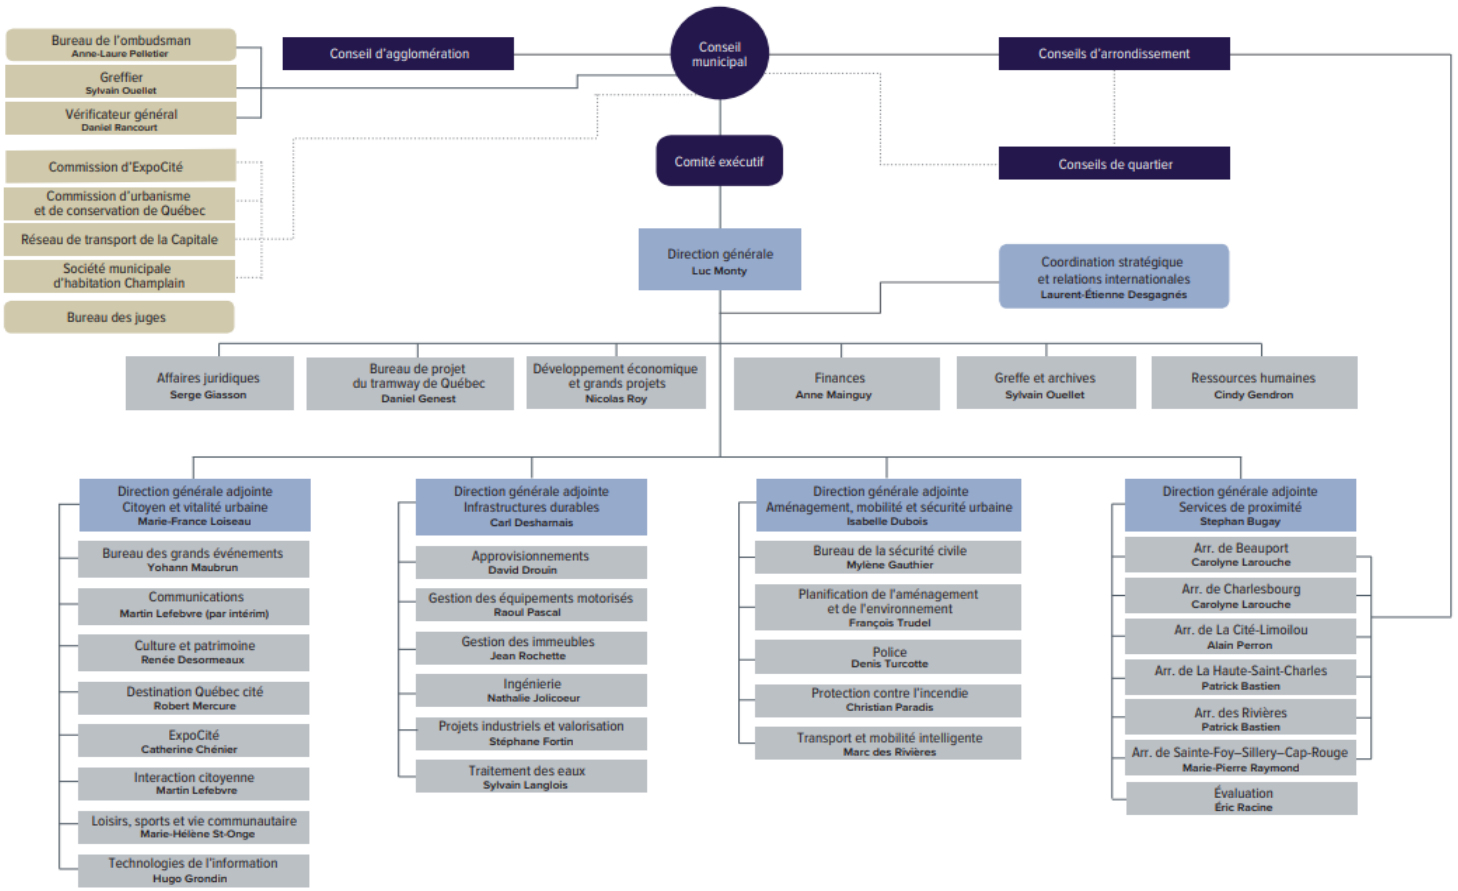 Bureau de l'ombudsman
Anne-Laure Pelletier
Greffier
Sylvain Ouellet
Vérificateur général
Daniel Rancourt
Commission d'ExpoCité
Commission d'urbanisme
et de conservation de Québec
Réseau de transport de la Capitale
Société municipale
d'habitation Champlain
Bureau des juges
Conseil d'agglomération
Conseil
municipal
Conseils d'arrondissement
Comité exécutif
Conseils de quartier
Direction générale
Luc Monty
Coordination stratégique
et relations internationales
Laurent-Étienne Desgagnés
Affaires juridiques
Serge Giasson
Bureau de projet
du tramway de Québec
Daniel Genest
Développement économique
et grands projets
Nicolas Roy
Finances
Anne Mainguy
Greffe et archives
Sylvain Ouellet
Ressources humaines
Cindy Gendron
Direction générale adjointe
Citoyen et vitalité urbaine
Marie-France Loiseau
Bureau des grands événements
Yohann Maubrun
Communications
Martin Lefebvre (par intérim)
Culture et patrimoine
Renée Desormeaux
Destination Québec cité
Robert Mercure
ExpoCité
Catherine Chénier
Interaction citoyenne
Martin Lefebvre
Loisirs, sports et vie communautaire
Marie-Hélène St-Onge
Technologies de l'information
Hugo Grondin
Direction générale adjointe
Infrastructures durables
Carl Desharnais
Approvisionnements
David Drouin
Gestion des équipements motorisés
Raoul Pascal
Gestion des immeubles
Jean Rochette
Ingénierie
Nathalie Jolicoeur
Projets industriels et valorisation
Stéphane Fortin
Traitement des eaux
Sylvain Langlois
Direction générale adjointe
Aménagement, mobilité et sécurité urbaine
Isabelle Dubois
Bureau de la sécurité civile
Mylène Gauthier
Planification de l'aménagement
et de l'environnement
François Trudel
Police
Denis Turcotte
Protection contre l'incendie
Christian Paradis
Transport et mobilité intelligente
Marc des Rivières
Direction générale adjointe
Services de proximité
Stephan Bugay
Arr. de Beauport
Carolyne Larouche
Arr. de Charlesbourg
Carolyne Larouche
Arr. de La Cité-Limoilou
Alain Perron
Arr. de La Haute-Saint-Charles
Patrick Bastien
Arr. des Rivières
Patrick Bastien
Arr. de Sainte-Foy–Sillery–Cap-Rouge
Marie-Pierre Raymond
Évaluation
Éric Racine